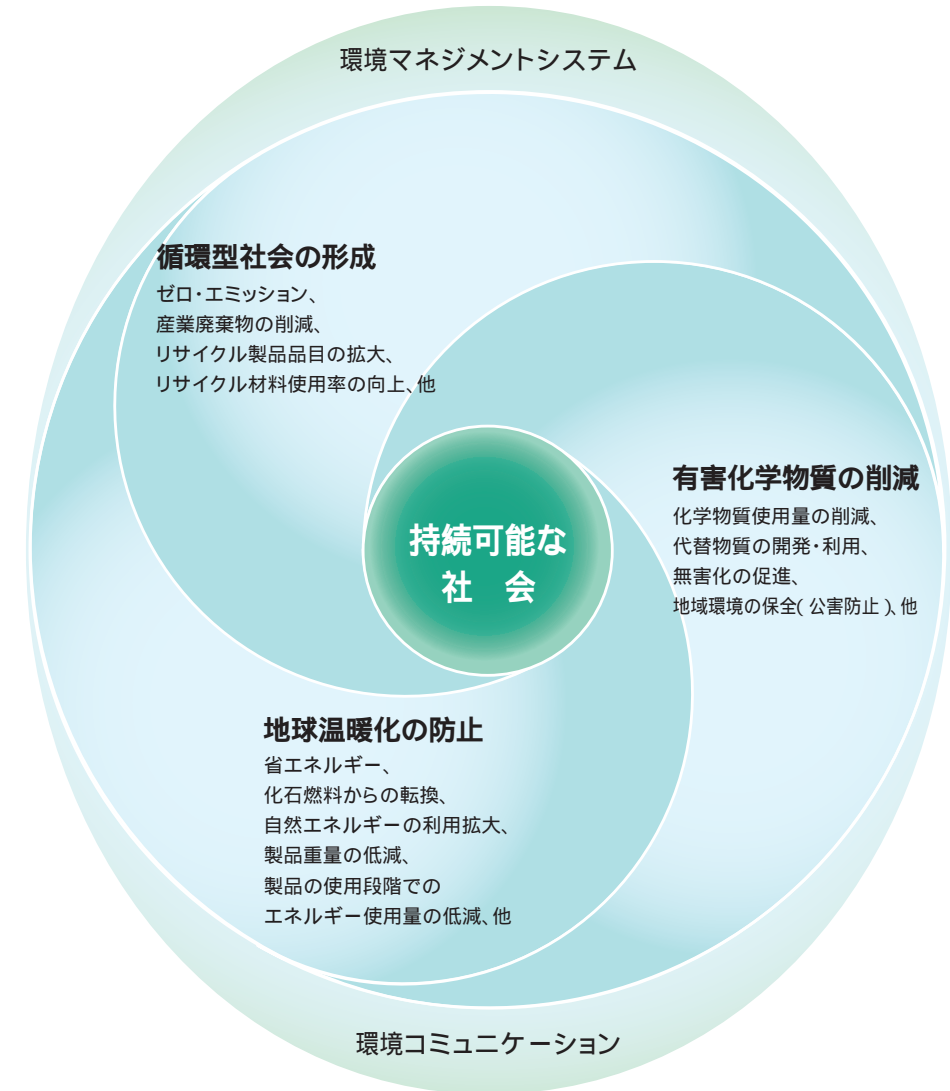 環境マネジメントシステム
循環型社会の形成
ゼロ・エミッション、
産業廃棄物の削減、
リサイクル製品品目の拡大、
リサイクル材料使用率の向上、他
有害化学物質の削減
化学物質使用量の削減、
代替物質の開発・利用、
無害化の促進、
地域環境の保全(公害防止)、他
持続可能な
社 会
地球温暖化の防止
省エネルギー、
化石燃料からの転換、
自然エネルギーの利用拡大、
製品重量の低減、
製品の使用段階での
エネルギー使用量の低減、他
環境コミュニケーション